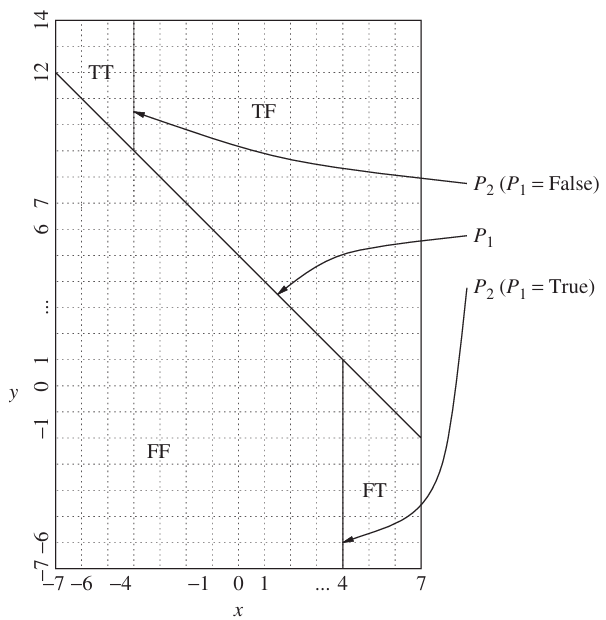 14
12
TT
TF
P2 (P1 = False)
7
6
P1
P2 (P1 = True)
...
1
0
y
−1
FF
FT
−6
−7
−7 −6 −4 −1 0 1 ... 4 7
x